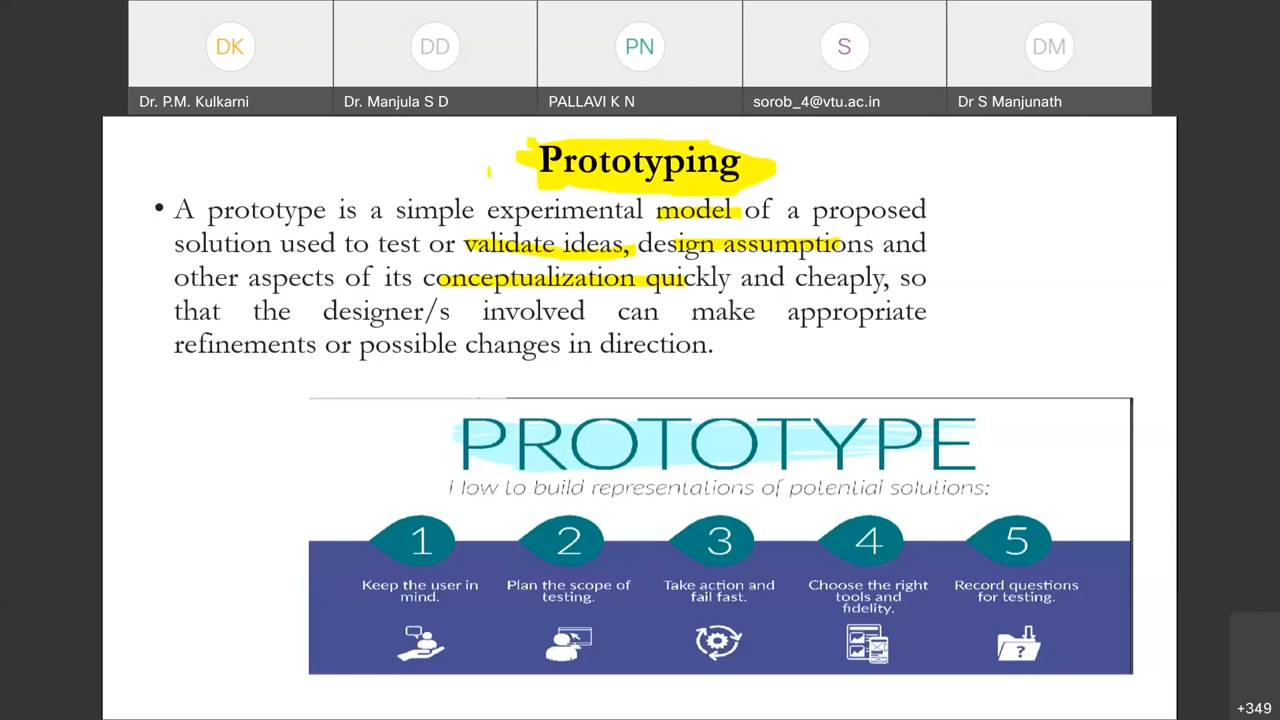 DK
DD
PN
S
DM
Dr. P.M. Kulkarni
Dr. Manjula S D
PALLAVI K N
sorob_4@vtu.ac.in
Dr S Manjunath
Prototyping
• A prototype is a simple experimental model of a proposed
solution used to test or validate ideas, design assumptions and
other aspects of its conceptualization quickly and cheaply, so
that the designer/s involved can make appropriate
refinements or possible changes in direction.
PROTOTYPE
How to build representations of potential solutions:
1
2
3
4
5
Keep the user in
mind.
Plan the scope of
testing.
Take action and
fail fast.
Choose the right
tools and
fidelity.
Record questions
for testing.
?
+349